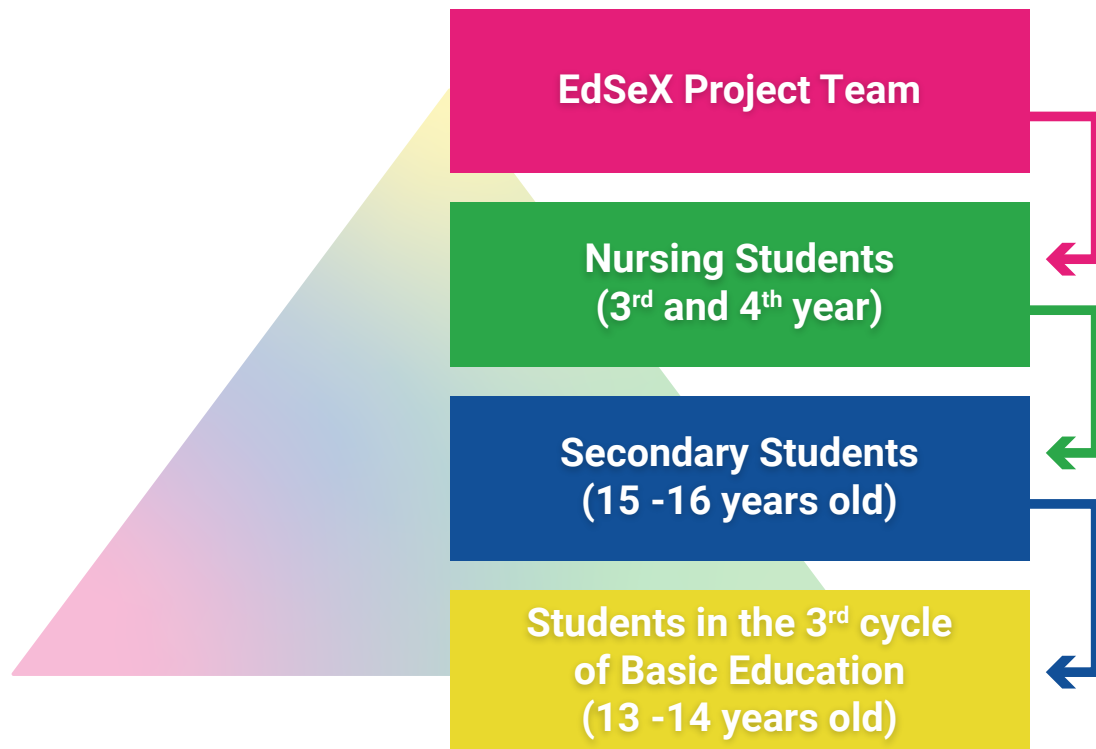 EdSeX Project Team
Nursing Students
(3rd and 4th year)
Secondary Students
(15 -16 years old)
Students in the 3rd cycle
of Basic Education
(13 -14 years old)